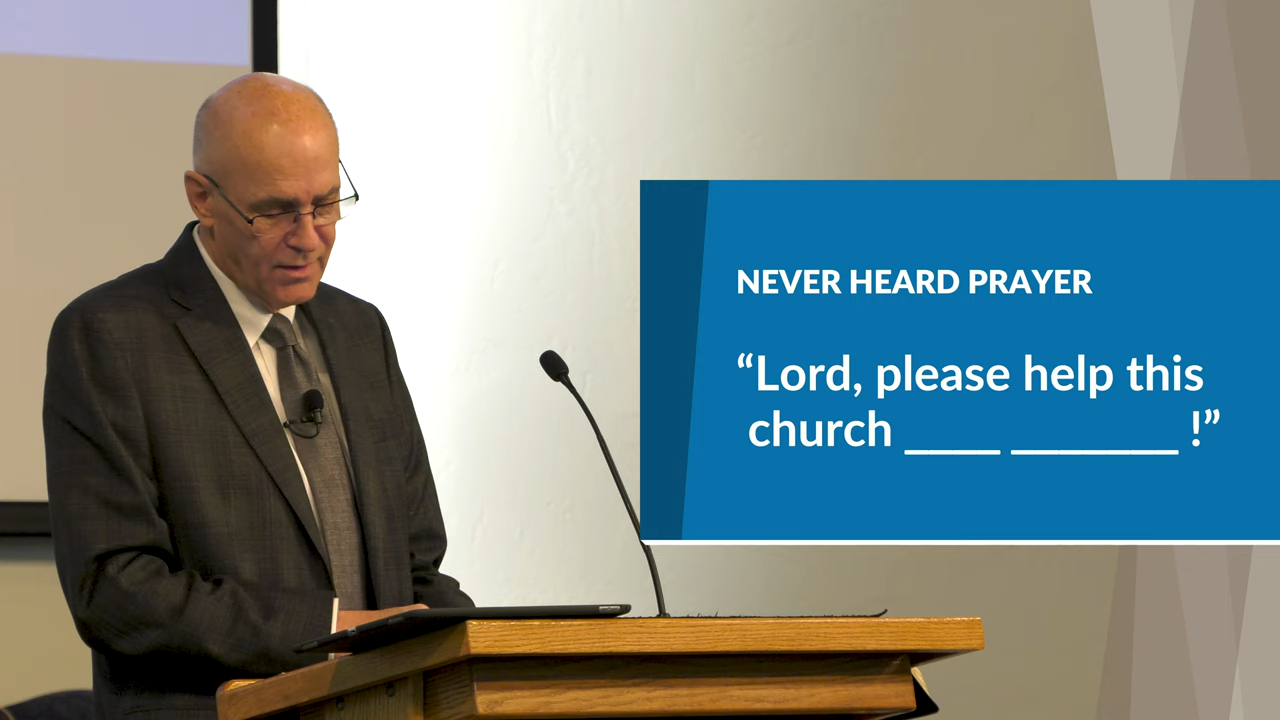 NEVER HEARD PRAYER
“Lord, please help this
church ____ _______ !”